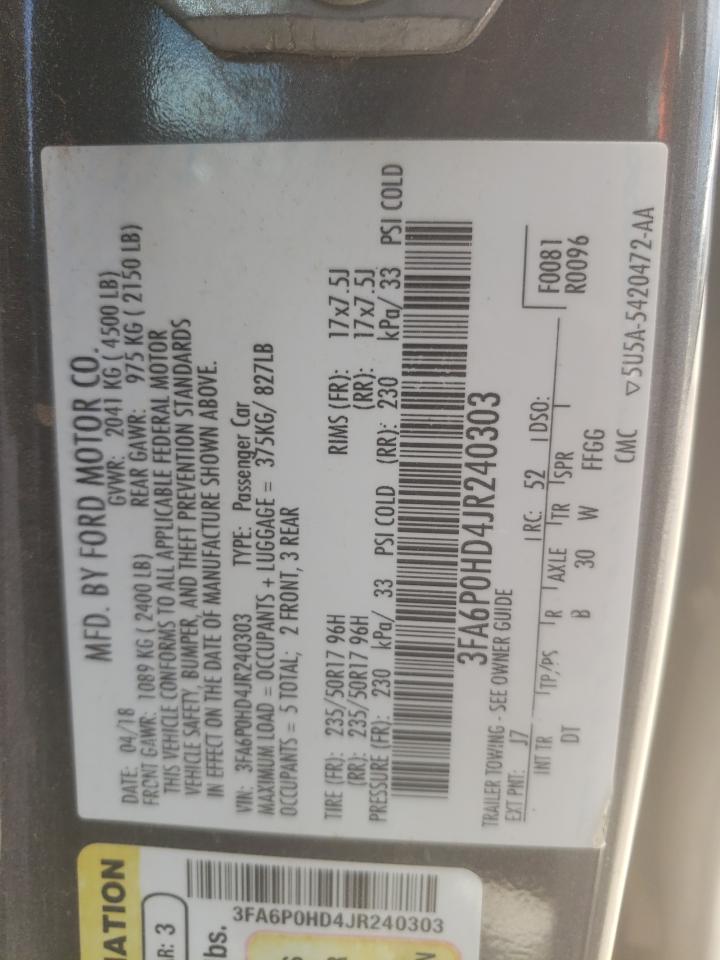 MFD. BY FORD MOTOR CO.
DATE: 04/18 GVWR: 2041 KG ( 4500 LB)
FRONT GAWR: 1089 KG ( 2400 LB) REAR GAWR: 975 KG ( 2150 LB)
THIS VEHICLE CONFORMS TO ALL APPLICABLE FEDERAL MOTOR
VEHICLE SAFETY, BUMPER, AND THEFT PREVENTION STANDARDS
IN EFFECT ON THE DATE OF MANUFACTURE SHOWN ABOVE.
VIN: 3FA6P0HD4JR240303 TYPE: Passenger Car
MAXIMUM LOAD = OCCUPANTS + LUGGAGE = 375KG/ 827LB
OCCUPANTS = 5 TOTAL; 2 FRONT, 3 REAR
TIRE (FR): 235/50R17 96H RIMS (FR): 17x7.5J
(RR): 235/50R17 96H (RR): 17x7.5J
PRESSURE (FR): 230 kPa/ 33 PSI COLD (RR): 230 kPa/ 33 PSI COLD
3FA6P0HD4JR240303
TRAILER TOWING - SEE OWNER GUIDE
EXT PNT: J7 RC: 52 DSO: F0081
R0096
INT TR TP/PS R AXLE TR SPR
DT B 30 W FFGG
CMC ▽5U5A-5420472-AA
3FA6P0HD4JR240303